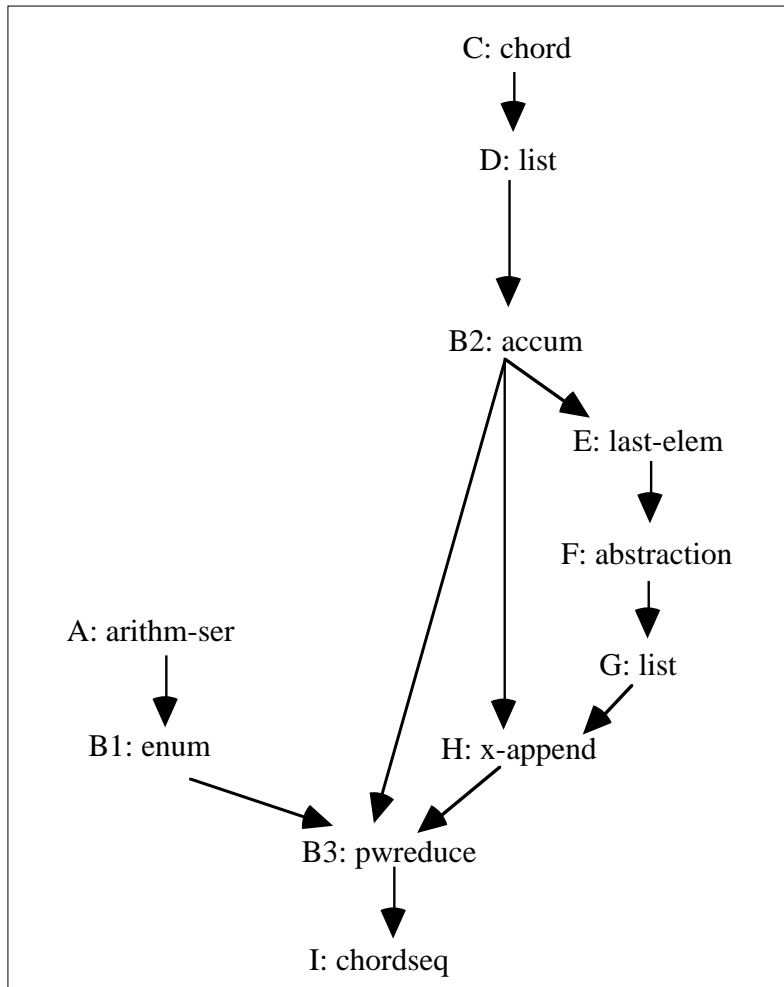 C: chord
D: list
B2: accum
E: last-elem
F: abstraction
A: arithm-ser
G: list
B1: enum
H: x-append
B3: pwreduce
I: chordseq